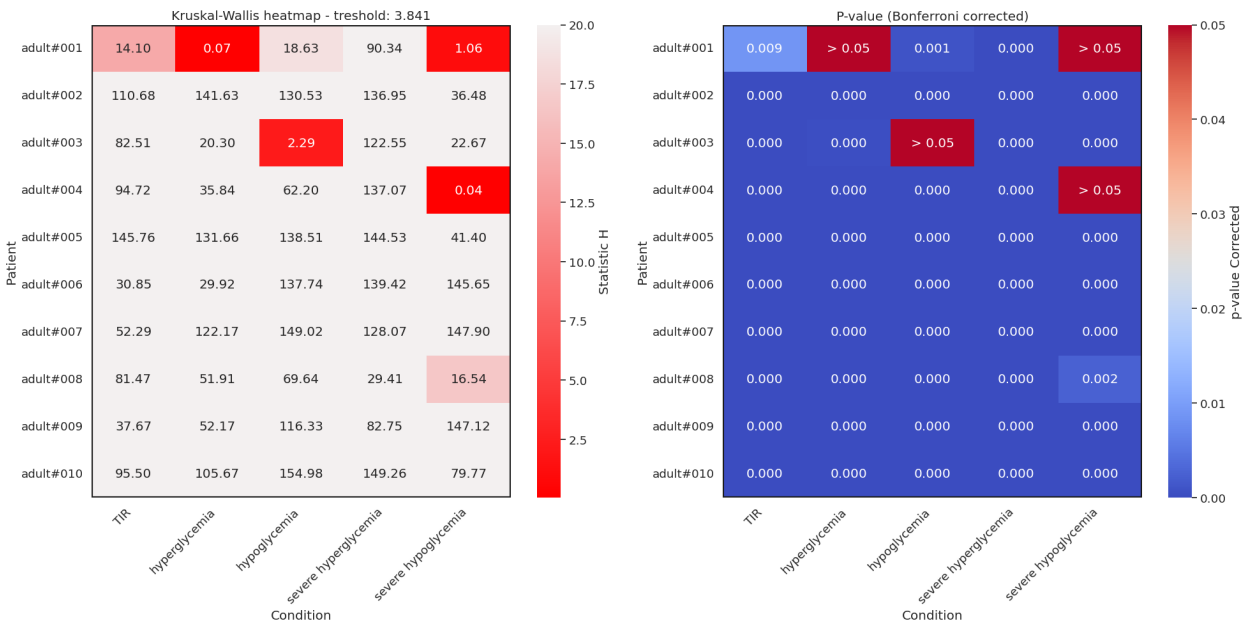 Kruskal-Wallis heatmap - treshold: 3.841
adult#001 14.10 0.07 18.63 90.34 1.06
adult#002 110.68 141.63 130.53 136.95 36.48
adult#003 82.51 20.30 2.29 122.55 22.67
adult#004 94.72 35.84 62.20 137.07 0.04
adult#005 145.76 131.66 138.51 144.53 41.40
adult#006 30.85 29.92 137.74 139.42 145.65
adult#007 52.29 122.17 149.02 128.07 147.90
adult#008 81.47 51.91 69.64 29.41 16.54
adult#009 37.67 52.17 116.33 82.75 147.12
adult#010 95.50 105.67 154.98 149.26 79.77
Patient
TIR
hyperglycemia
hypoglycemia
severe hyperglycemia
severe hypoglycemia
Condition
20.0
17.5
15.0
12.5
10.0
7.5
5.0
2.5
Statistic H
P-value (Bonferroni corrected)
adult#001 0.009 > 0.05 0.001 0.000 > 0.05
adult#002 0.000 0.000 0.000 0.000 0.000
adult#003 0.000 0.000 > 0.05 0.000 0.000
adult#004 0.000 0.000 0.000 0.000 > 0.05
adult#005 0.000 0.000 0.000 0.000 0.000
adult#006 0.000 0.000 0.000 0.000 0.000
adult#007 0.000 0.000 0.000 0.000 0.000
adult#008 0.000 0.000 0.000 0.000 0.002
adult#009 0.000 0.000 0.000 0.000 0.000
adult#010 0.000 0.000 0.000 0.000 0.000
Patient
TIR
hyperglycemia
hypoglycemia
severe hyperglycemia
severe hypoglycemia
Condition
0.05
0.04
0.03
0.02
0.01
0.00
p-value Corrected